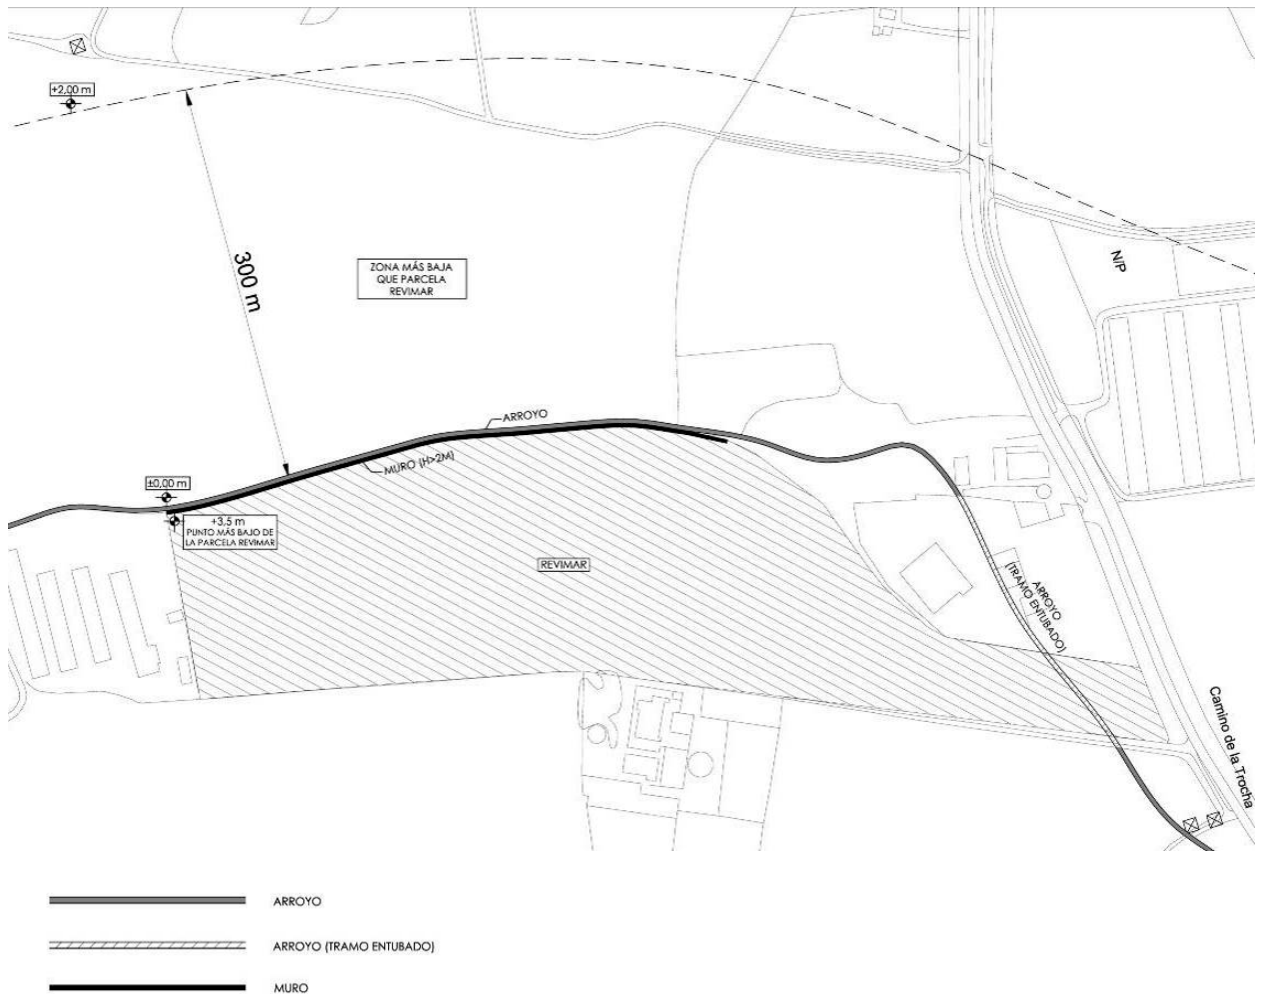 +2,00 m
300 m
ZONA MÁS BAJA
QUE PARCELA
REVIMAR
N/P
ARROYO
MURO (H>2M)
±0,00 m
+3,5 m
PUNTO MÁS BAJO DE
LA PARCELA REVIMAR
REVIMAR
ARROYO
(TRAMO ENTUBADO)
Camino de la Trocha
ARROYO
ARROYO (TRAMO ENTUBADO)
MURO